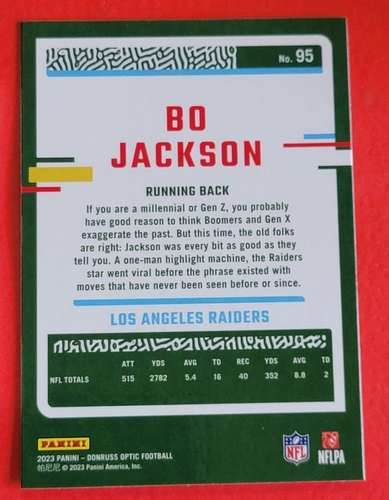 No. 95
BO
JACKSON
RUNNING BACK
If you are a millennial or Gen Z, you probably
have good reason to think Boomers and Gen X
exaggerate the past. But this time, the old folks
are right: Jackson was every bit as good as they
tell you. A one-man highlight machine, the Raiders
star went viral before the phrase existed with
moves that have never been seen before or since.
LOS ANGELES RAIDERS
ATT YDS AVG TD REC YDS AVG TD
NFL TOTALS 515 2782 5.4 16 40 352 8.8 2
PANINI
2023 PANINI – DONRUSS OPTIC FOOTBALL
帕尼尼 © 2023 Panini America, Inc.
NFL
NFLPA